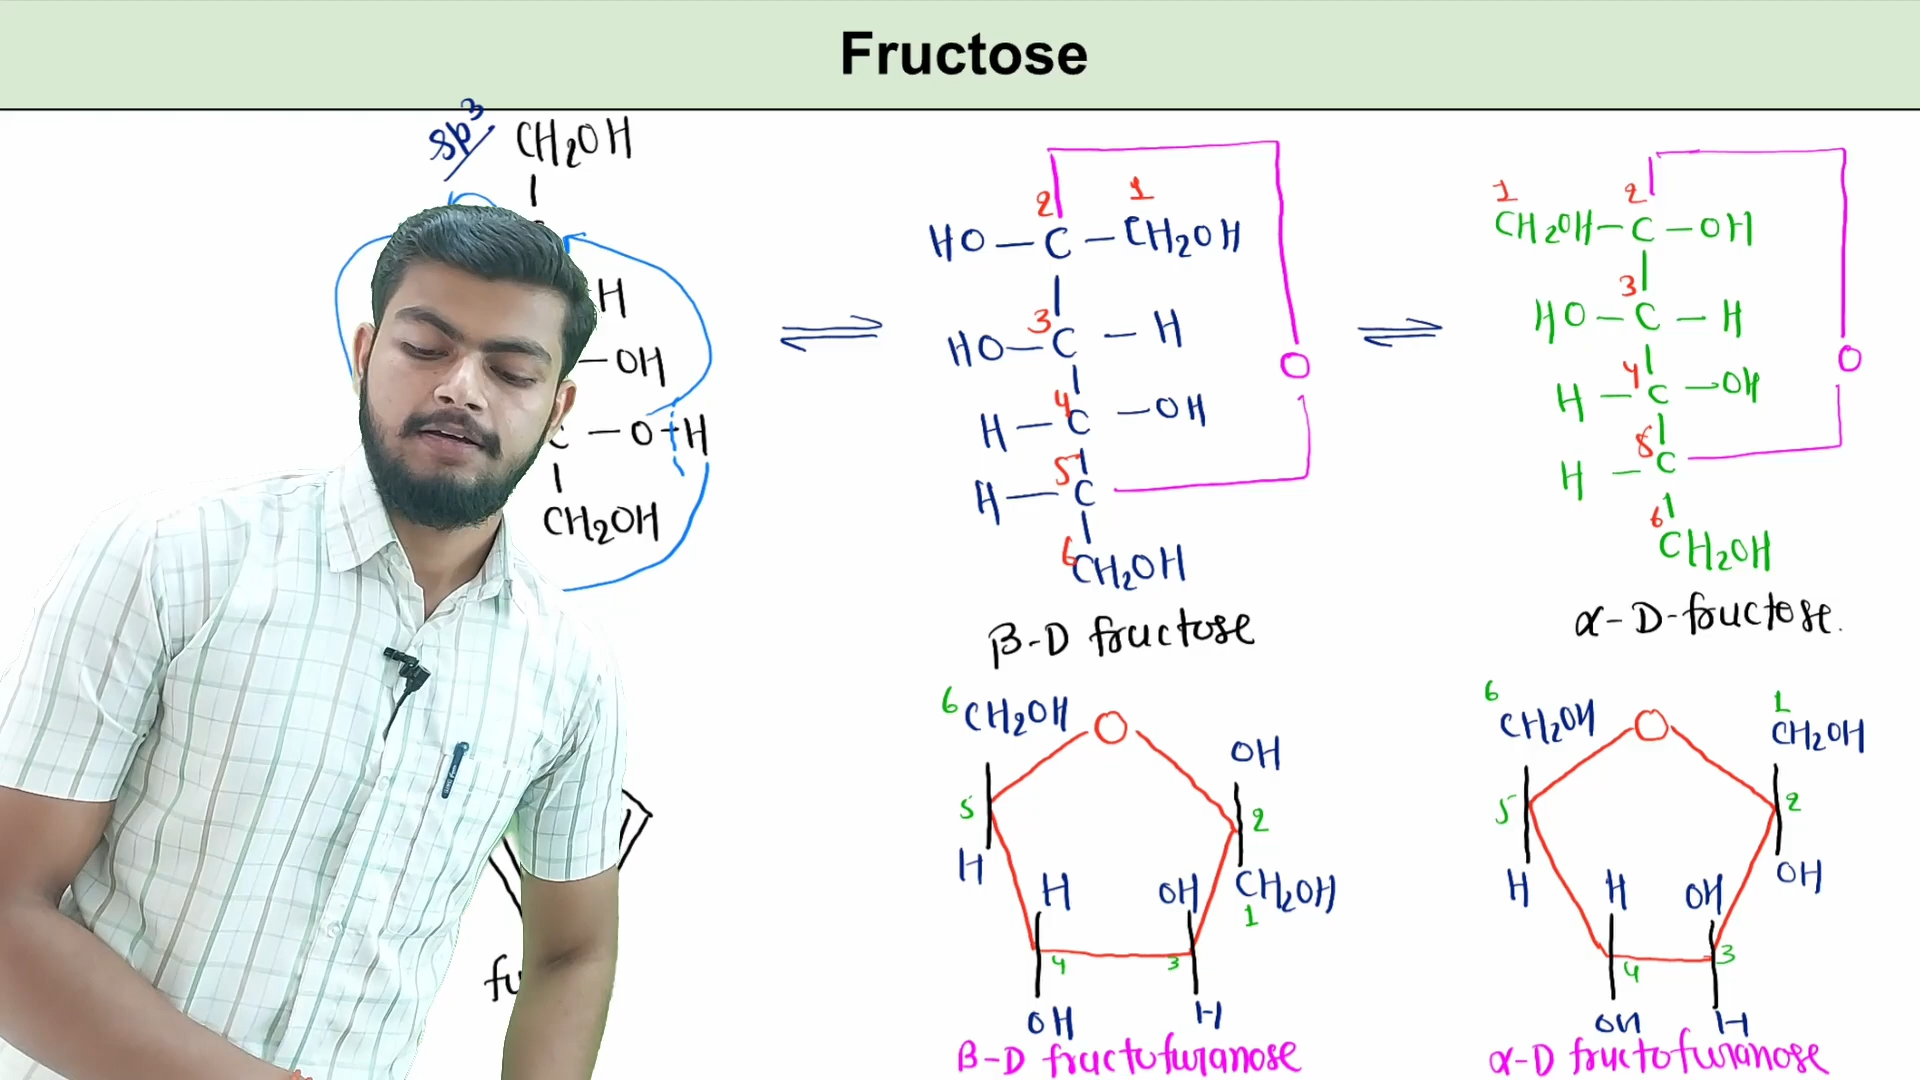 Fructose
sp³
CH₂OH
H
—OH
C —O+H
CH₂OH
fu
2 1
HO—C—CH₂OH
3
HO—C—H
4
H—C—OH
5
H—C
6
CH₂OH
O
β-D fructose
1 2
CH₂OH—C—OH
3
HO—C—H
4
H—C—OH
8
H—C
6
CH₂OH
O
α-D-fructose.
6
CH₂OH O
OH
5 2
H H OH CH₂OH
1
4 3
OH H
β-D fructofuranose
6 1
CH₂OH O CH₂OH
5 2
H H OH OH
4 3
OH H
α-D fructofuranose